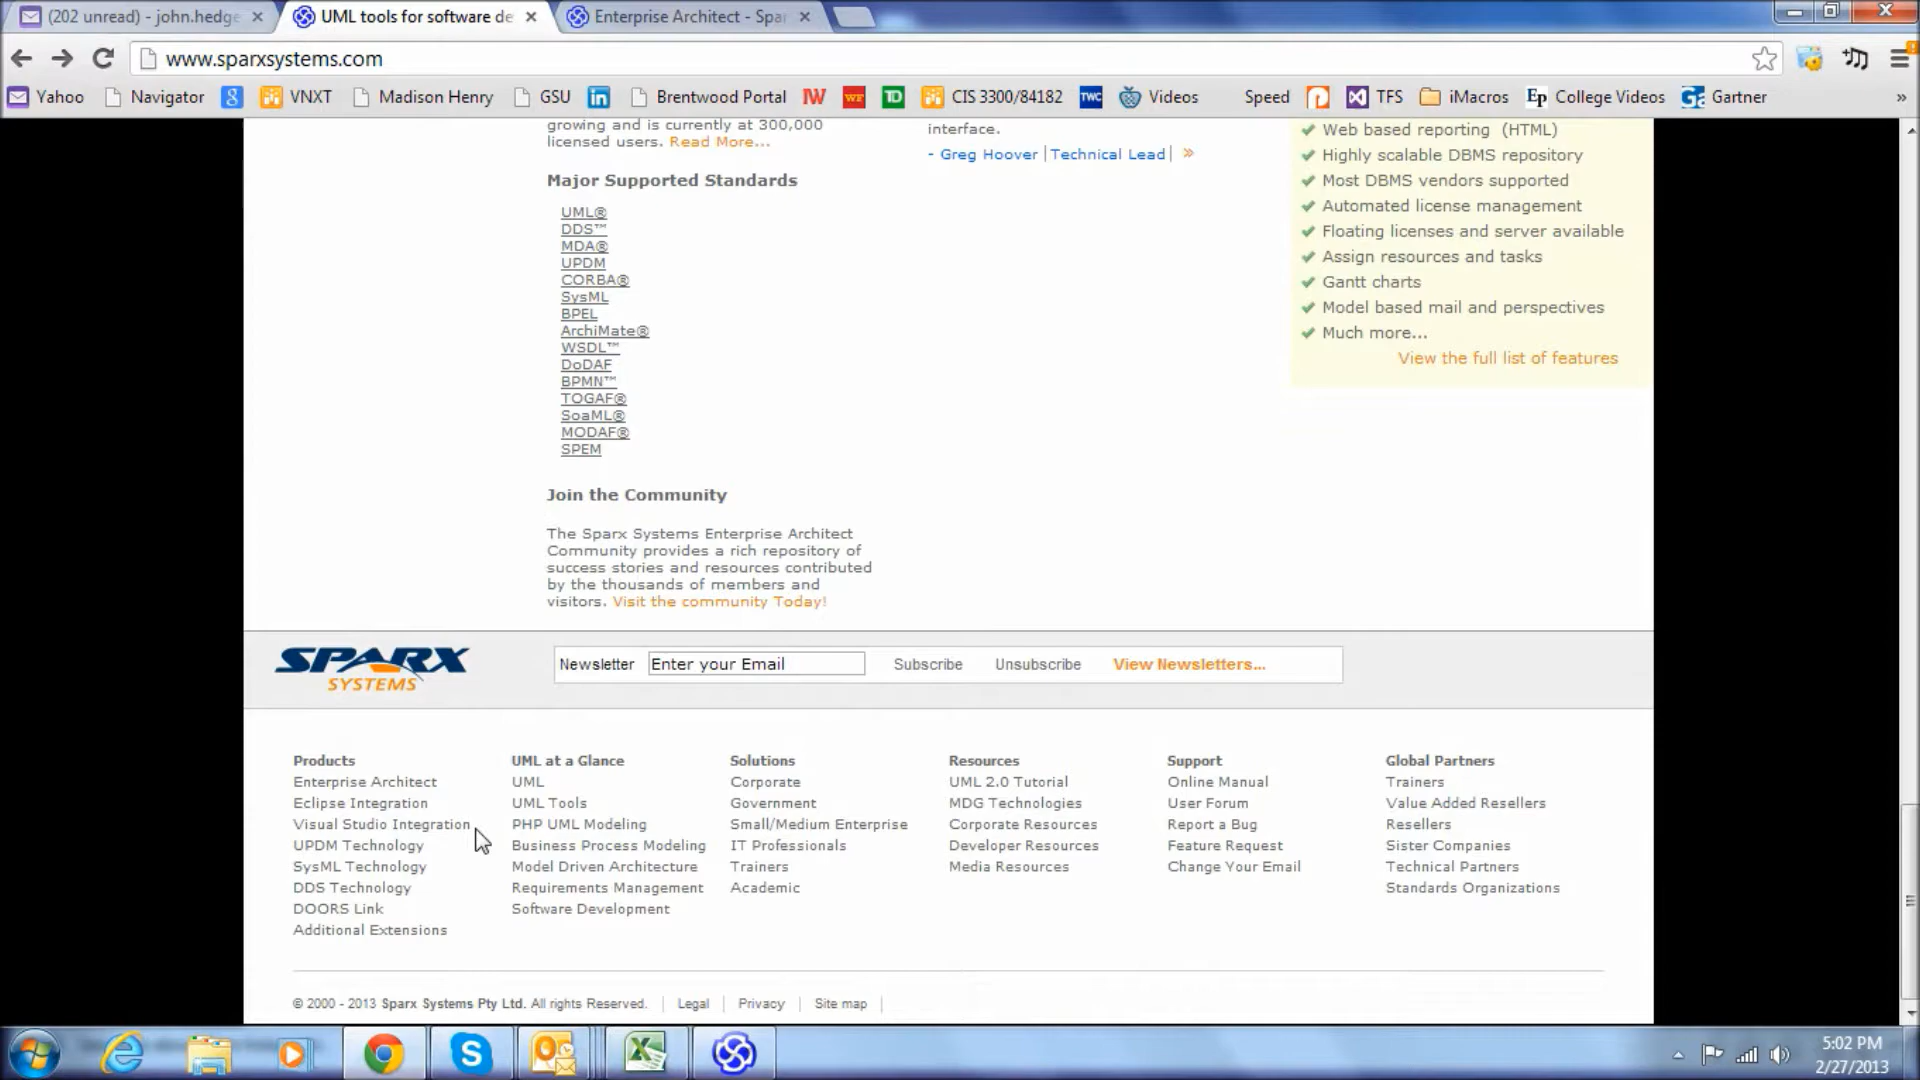 (202 unread) - john.hedge
UML tools for software de
Enterprise Architect - Spar
www.sparxsystems.com
Yahoo
Navigator
g
VNXT
Madison Henry
GSU
in
Brentwood Portal
IW
WF
TD
CIS 3300/84182
TWC
Videos
Speed
TFS
iMacros
Ep
College Videos
Gartner
»
growing and is currently at 300,000
licensed users. Read More...
Major Supported Standards
UML®
DDS™
MDA®
UPDM
CORBA®
SysML
BPEL
ArchiMate®
WSDL™
DoDAF
BPMN™
TOGAF®
SoaML®
MODAF®
SPEM
Join the Community
The Sparx Systems Enterprise Architect
Community provides a rich repository of
success stories and resources contributed
by the thousands of members and
visitors. Visit the community Today!
interface.
- Greg Hoover |Technical Lead| »
Web based reporting (HTML)
Highly scalable DBMS repository
Most DBMS vendors supported
Automated license management
Floating licenses and server available
Assign resources and tasks
Gantt charts
Model based mail and perspectives
Much more...
View the full list of features
SPARX
SYSTEMS
Newsletter
Enter your Email
Subscribe
Unsubscribe
View Newsletters...
Products
Enterprise Architect
Eclipse Integration
Visual Studio Integration
UPDM Technology
SysML Technology
DDS Technology
DOORS Link
Additional Extensions
UML at a Glance
UML
UML Tools
PHP UML Modeling
Business Process Modeling
Model Driven Architecture
Requirements Management
Software Development
Solutions
Corporate
Government
Small/Medium Enterprise
IT Professionals
Trainers
Academic
Resources
UML 2.0 Tutorial
MDG Technologies
Corporate Resources
Developer Resources
Media Resources
Support
Online Manual
User Forum
Report a Bug
Feature Request
Change Your Email
Global Partners
Trainers
Value Added Resellers
Resellers
Sister Companies
Technical Partners
Standards Organizations
© 2000 - 2013 Sparx Systems Pty Ltd. All rights Reserved. | Legal | Privacy | Site map |
5:02 PM
2/27/2013